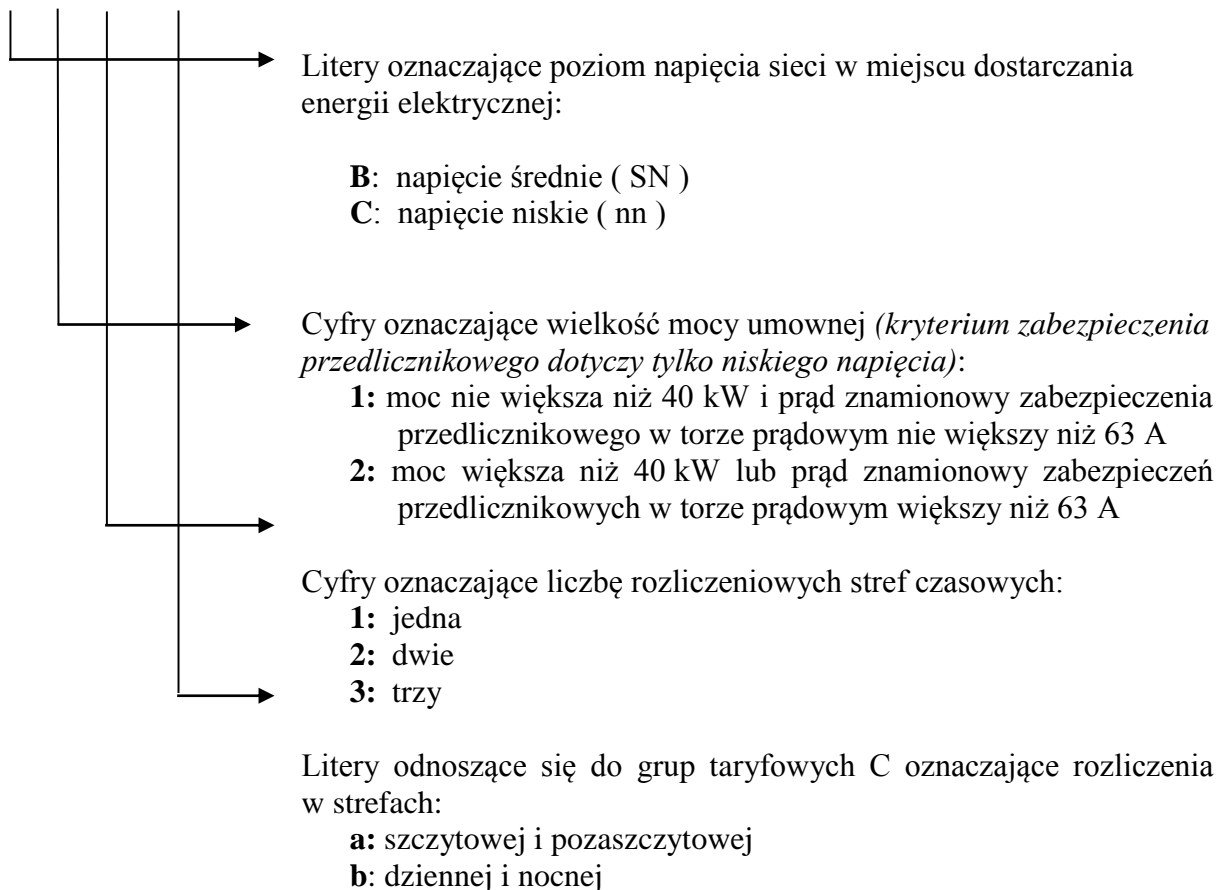 Litery oznaczające poziom napięcia sieci w miejscu dostarczania
energii elektrycznej:
B: napięcie średnie ( SN )
C: napięcie niskie ( nn )
Cyfry oznaczające wielkość mocy umownej (kryterium zabezpieczenia
przedlicznikowego dotyczy tylko niskiego napięcia):
1: moc nie większa niż 40 kW i prąd znamionowy zabezpieczenia
przedlicznikowego w torze prądowym nie większy niż 63 A
2: moc większa niż 40 kW lub prąd znamionowy zabezpieczeń
przedlicznikowych w torze prądowym większy niż 63 A
Cyfry oznaczające liczbę rozliczeniowych stref czasowych:
1: jedna
2: dwie
3: trzy
Litery odnoszące się do grup taryfowych C oznaczające rozliczenia
w strefach:
a: szczytowej i pozaszczytowej
b: dziennej i nocnej